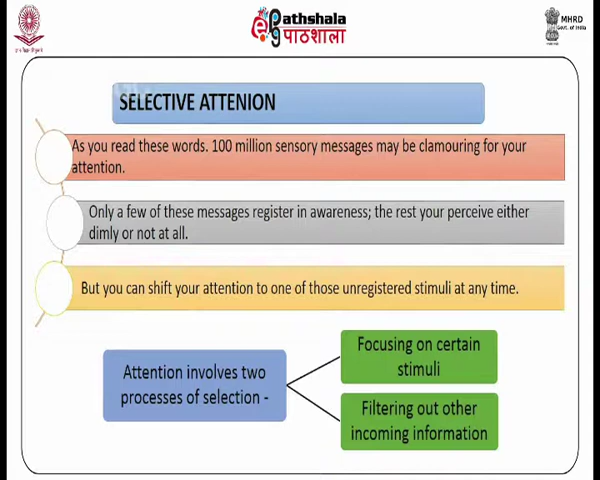 Pathshala
पाठशाला
MHRD
Govt. of India
SELECTIVE ATTENION
As you read these words. 100 million sensory messages may be clamouring for your
attention.
Only a few of these messages register in awareness; the rest your perceive either
dimly or not at all.
But you can shift your attention to one of those unregistered stimuli at any time.
Attention involves two
processes of selection -
Focusing on certain
stimuli
Filtering out other
incoming information